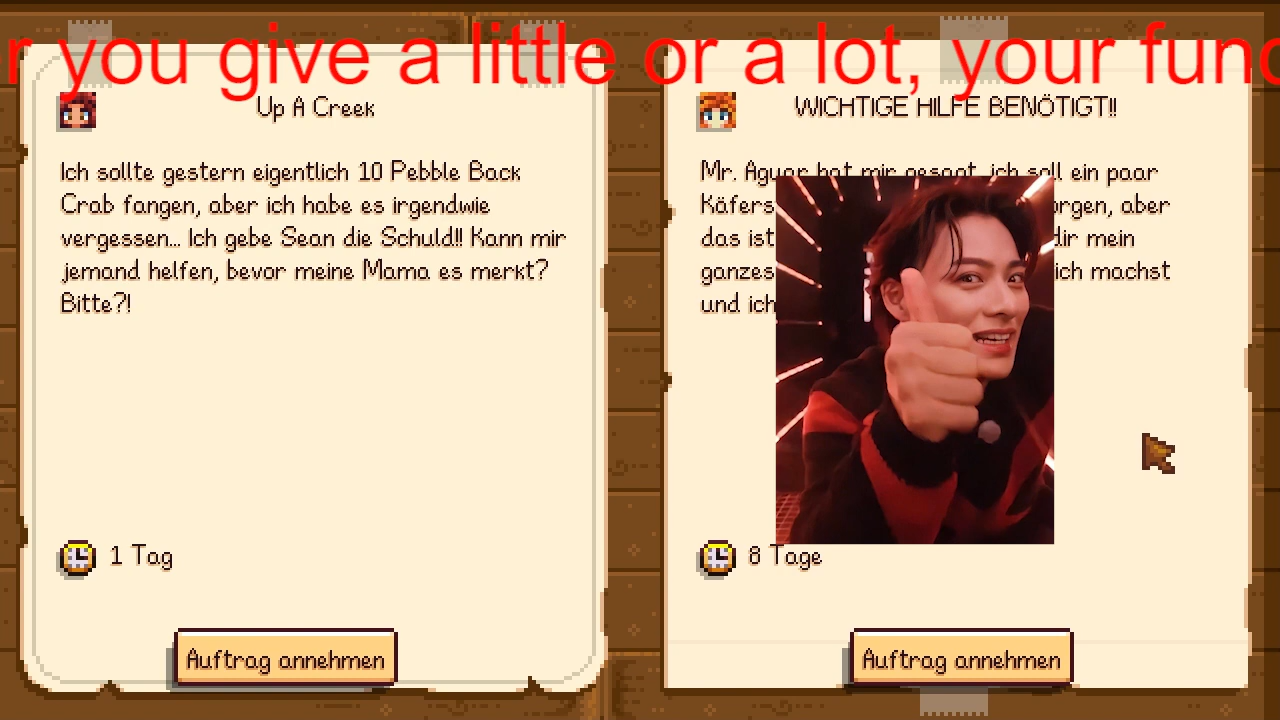 r you give a little or a lot, your func
Up A Creek
Ich sollte gestern eigentlich 10 Pebble Back
Crab fangen, aber ich habe es irgendwie
vergessen... Ich gebe Sean die Schuld!! Kann mir
jemand helfen, bevor meine Mama es merkt?
Bitte?!
1 Tag
Auftrag annehmen
WICHTIGE HILFE BENÖTIGT!!
Mr. Aguar hat mir gesagt, ich soll ein paar
Käfers orgen, aber
das ist dir mein
ganzes ich machst
und ich
8 Tage
Auftrag annehmen